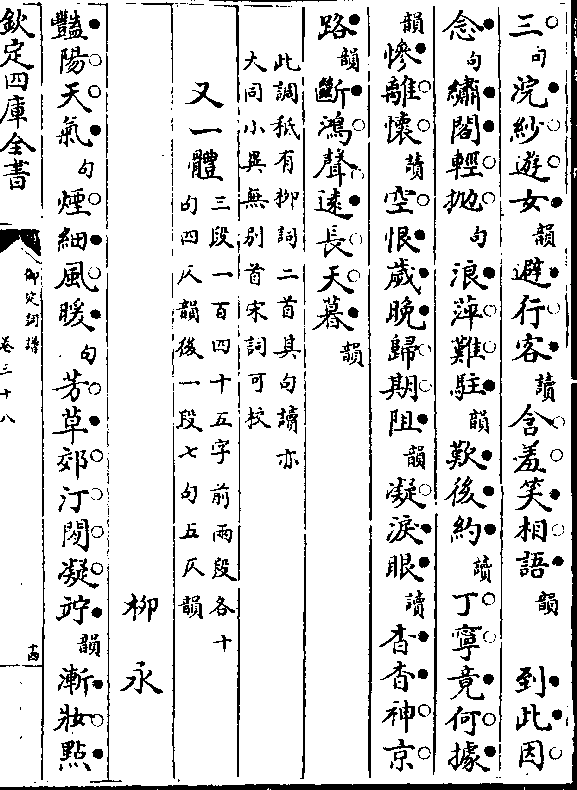 三句浣紗遊女韻避行客讀含羞笑相語韻　到此因
念句繡閣輕抛句浪萍難駐韻歎後約讀丁寧竟何據
韻慘離懷讀空恨歲晚歸期阻韻凝淚眼讀杳杳神京
路韻斷鴻聲逺長天暮韻
此調秪有柳詞二首其句讀亦
大同小異無别首宋詞可校
又一體
三段一百四十五字前兩段各十
句四仄韻後一段七句五仄韻
柳永
豔陽天氣句煙細風暖句芳草郊汀閒凝竚韻漸妝點
欽定四庫全書
御定詞譜
卷三十八
十四